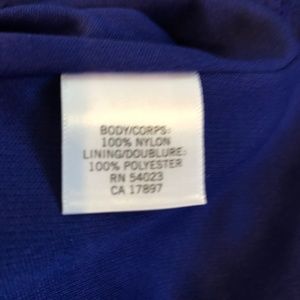 BODY/CORPS:
100% NYLON
LINING/DOUBLURE:
100% POLYESTER
RN 54023
CA 17897